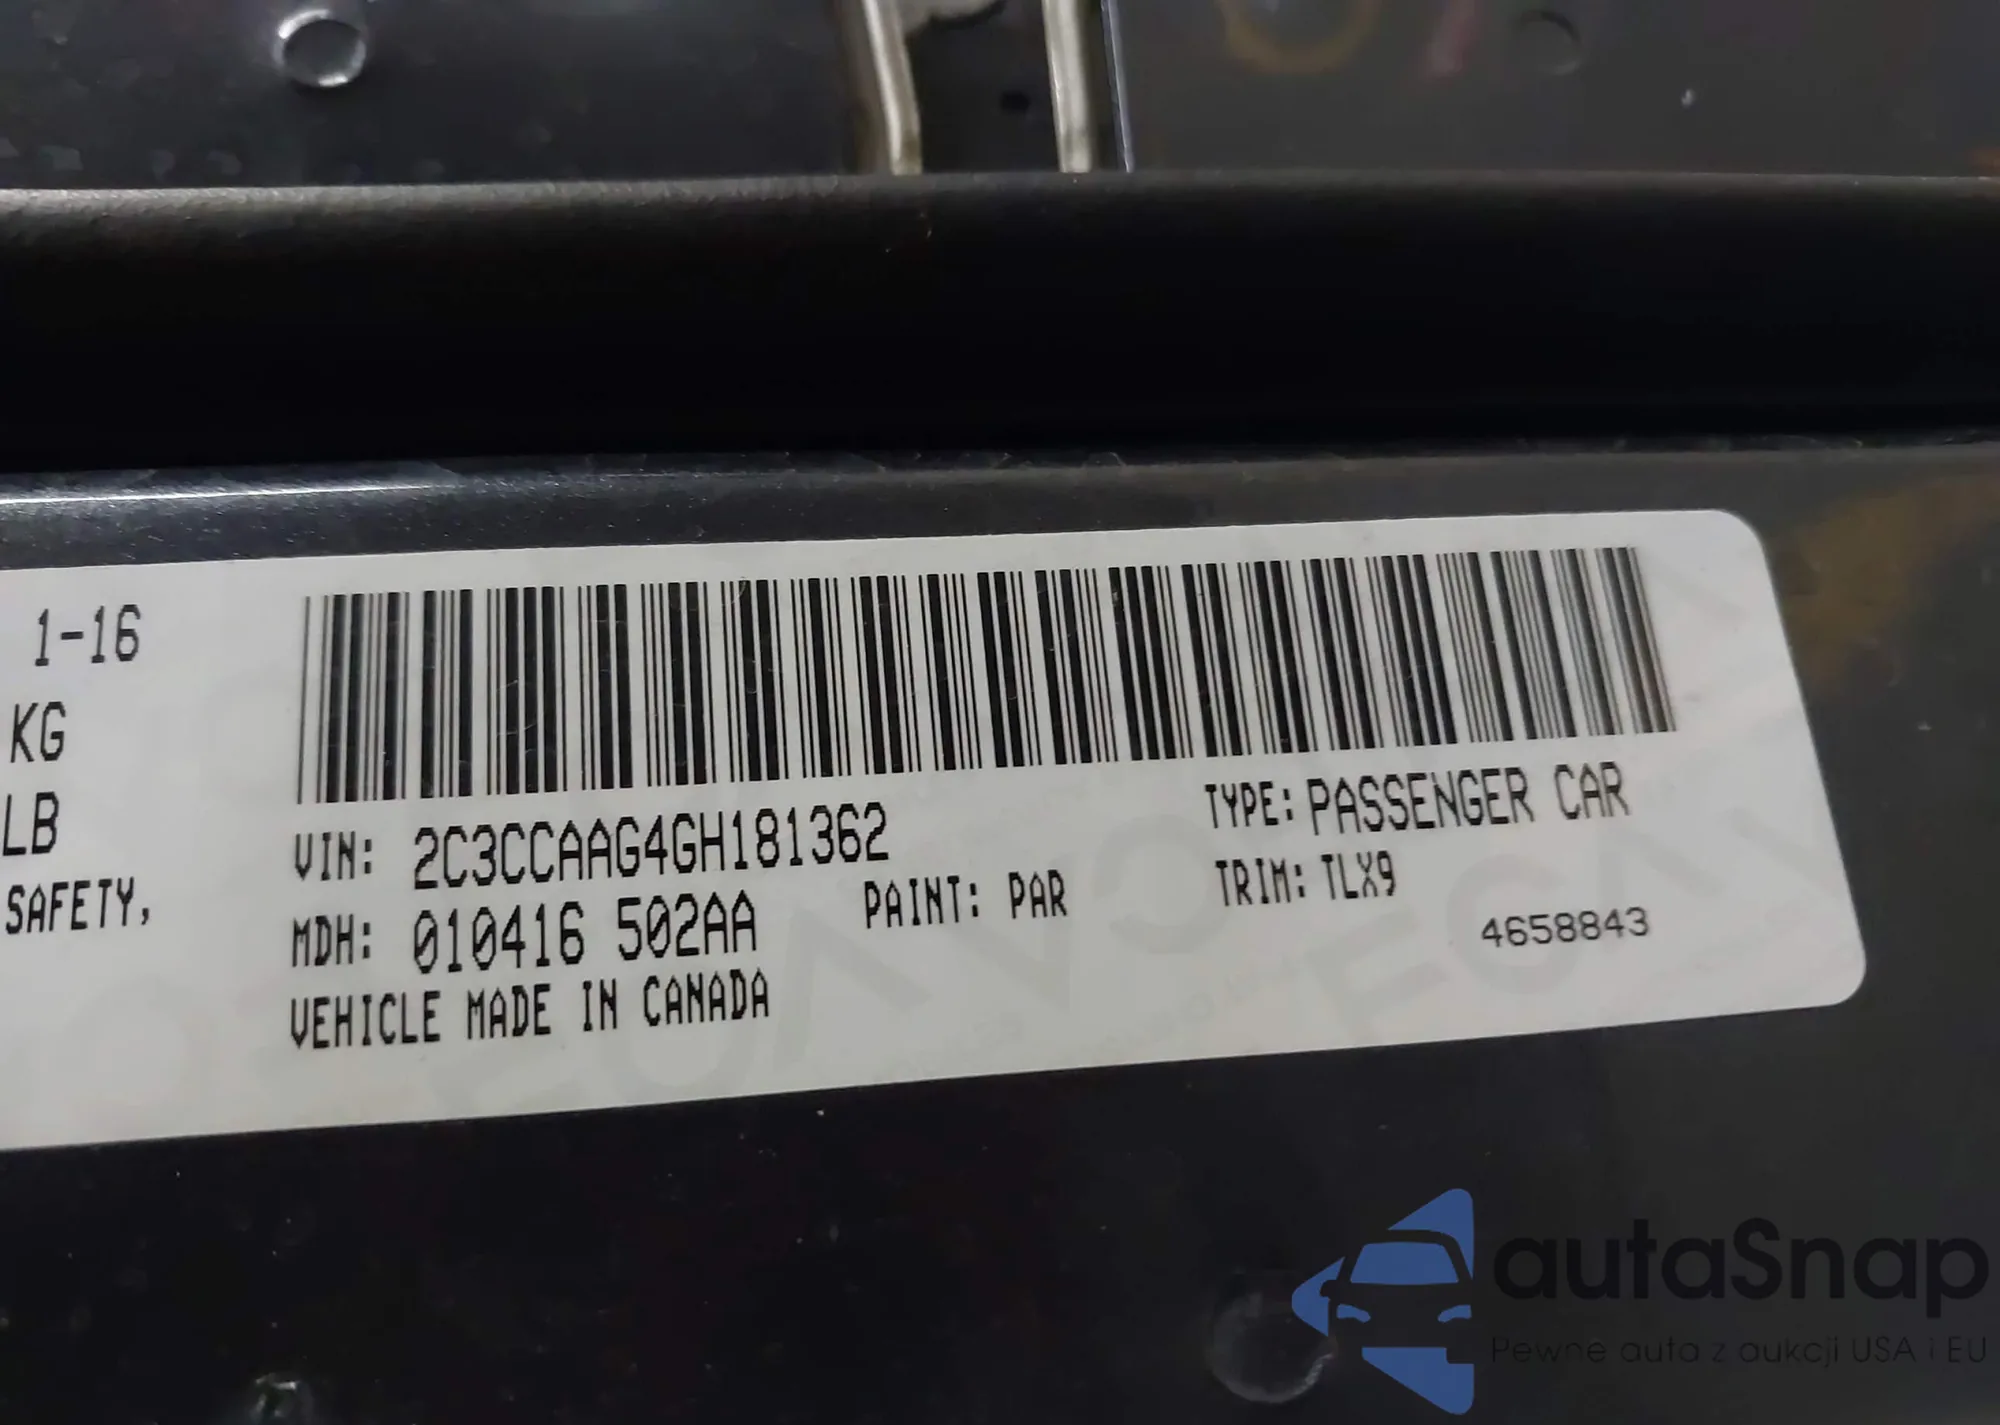 1-16
KG
LB
SAFETY,
VIN: 2C3CCAAG4GH181362
TYPE: PASSENGER CAR
MDH: 010416 502AA
PAINT: PAR
TRIM: TLX9
VEHICLE MADE IN CANADA
4658843
autaSnap
Pewne auta z aukcji USA i EU